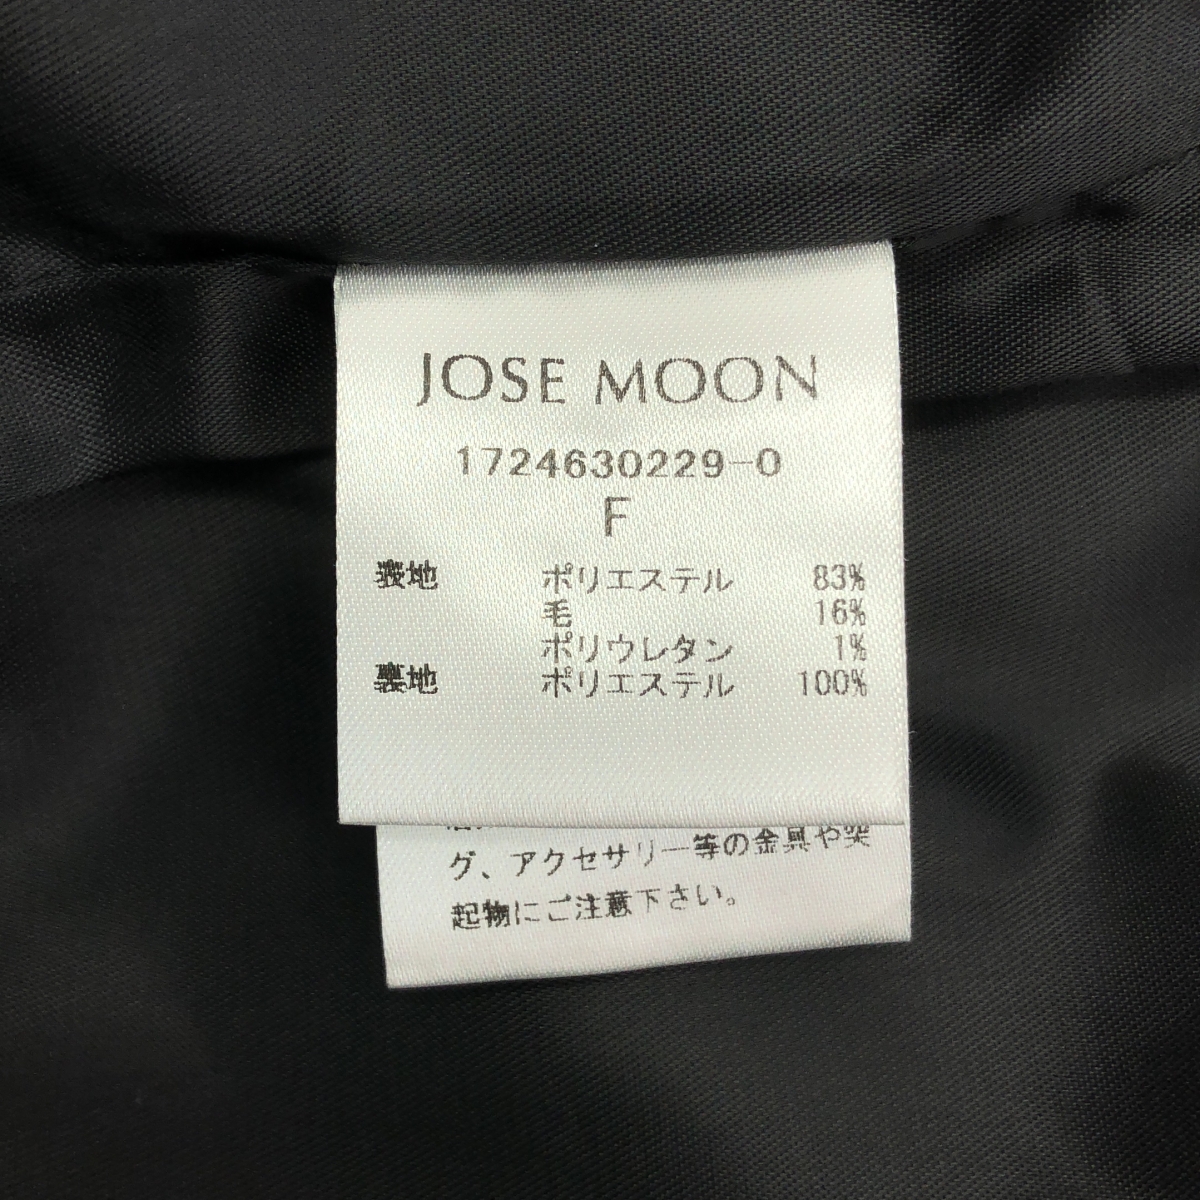 JOSE MOON
1724630229-0
F
表地 ポリエステル 83%
毛 16%
ポリウレタン 1%
裏地 ポリエステル 100%
グ、アクセサリー等の金具や突
起物にご注意下さい。